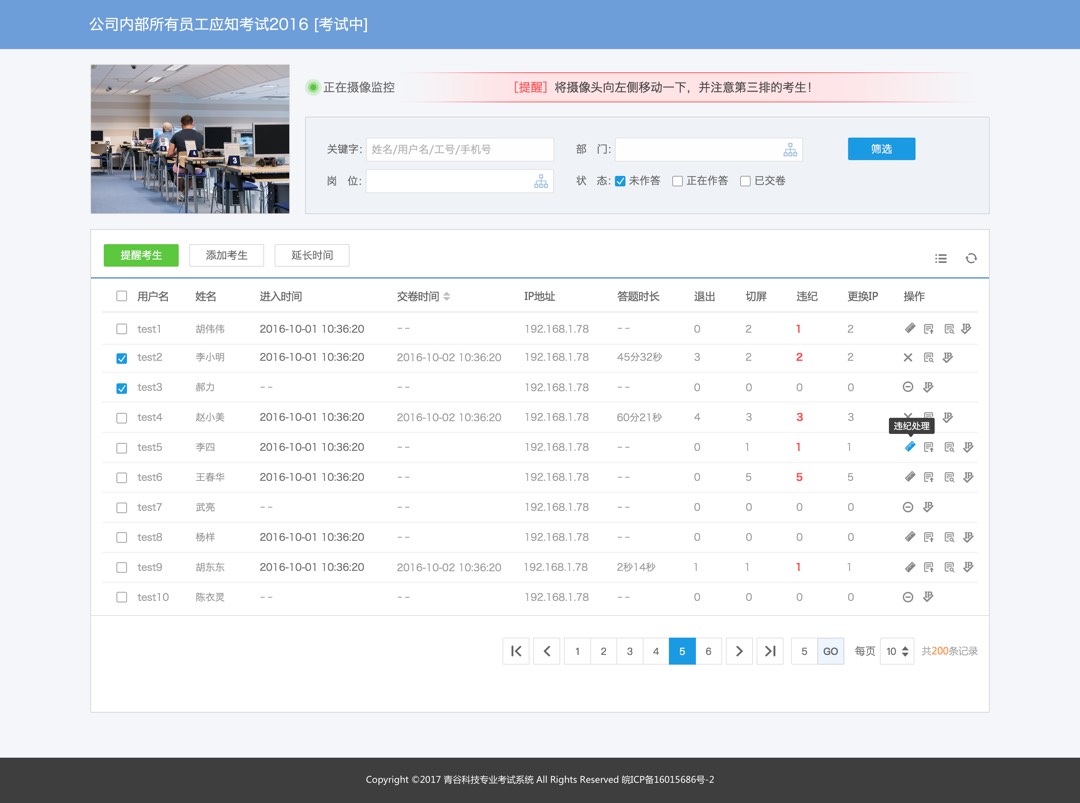 公司内部所有员工应知考试2016 [考试中]
正在摄像监控
[提醒] 将摄像头向左侧移动一下，并注意第三排的考生！
关键字: 姓名/用户名/工号/手机号 部 门: 筛选
岗 位: 状 态: 未作答 正在作答 已交卷
提醒考生 添加考生 延长时间
用户名 姓名 进入时间 交卷时间 IP地址 答题时长 退出 切屏 违纪 更换IP 操作
test1 胡伟伟 2016-10-01 10:36:20 -- 192.168.1.78 -- 0 2 1 2
test2 李小明 2016-10-01 10:36:20 2016-10-02 10:36:20 192.168.1.78 45分32秒 3 2 2 2
test3 郝力 -- -- 192.168.1.78 -- 0 0 0 0
test4 赵小美 2016-10-01 10:36:20 2016-10-02 10:36:20 192.168.1.78 60分21秒 4 3 3 3
违纪处理
test5 李四 2016-10-01 10:36:20 -- 192.168.1.78 -- 0 1 1 1
test6 王春华 2016-10-01 10:36:20 -- 192.168.1.78 -- 0 5 5 5
test7 武亮 -- -- 192.168.1.78 -- 0 0 0 0
test8 杨样 2016-10-01 10:36:20 -- 192.168.1.78 -- 0 0 0 0
test9 胡东东 2016-10-01 10:36:20 2016-10-02 10:36:20 192.168.1.78 2秒14秒 1 1 1 1
test10 陈衣灵 -- -- 192.168.1.78 -- 0 0 0 0
1 2 3 4 5 6 5 GO 每页 10 共200条记录
Copyright ©2017 青谷科技专业考试系统 All Rights Reserved 皖ICP备16015686号-2